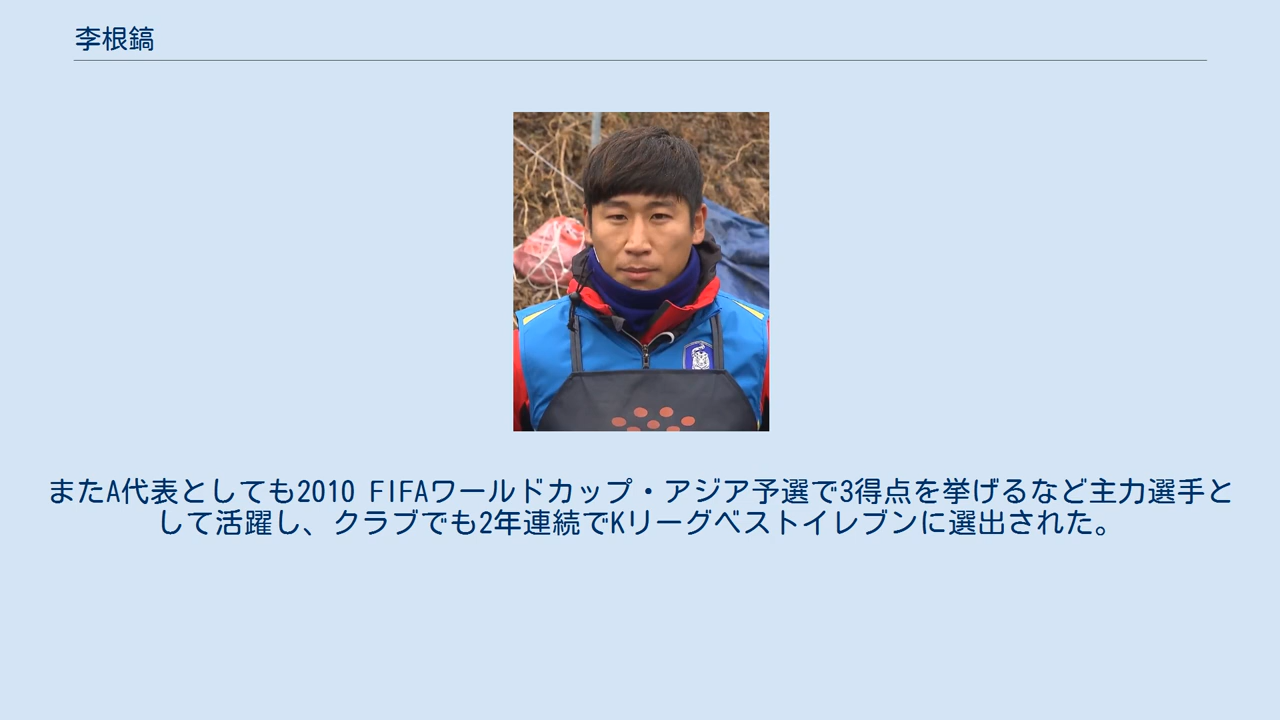 李根鎬
またA代表としても2010 FIFAワールドカップ・アジア予選で3得点を挙げるなど主力選手と
して活躍し、クラブでも2年連続でKリーグベストイレブンに選出された。